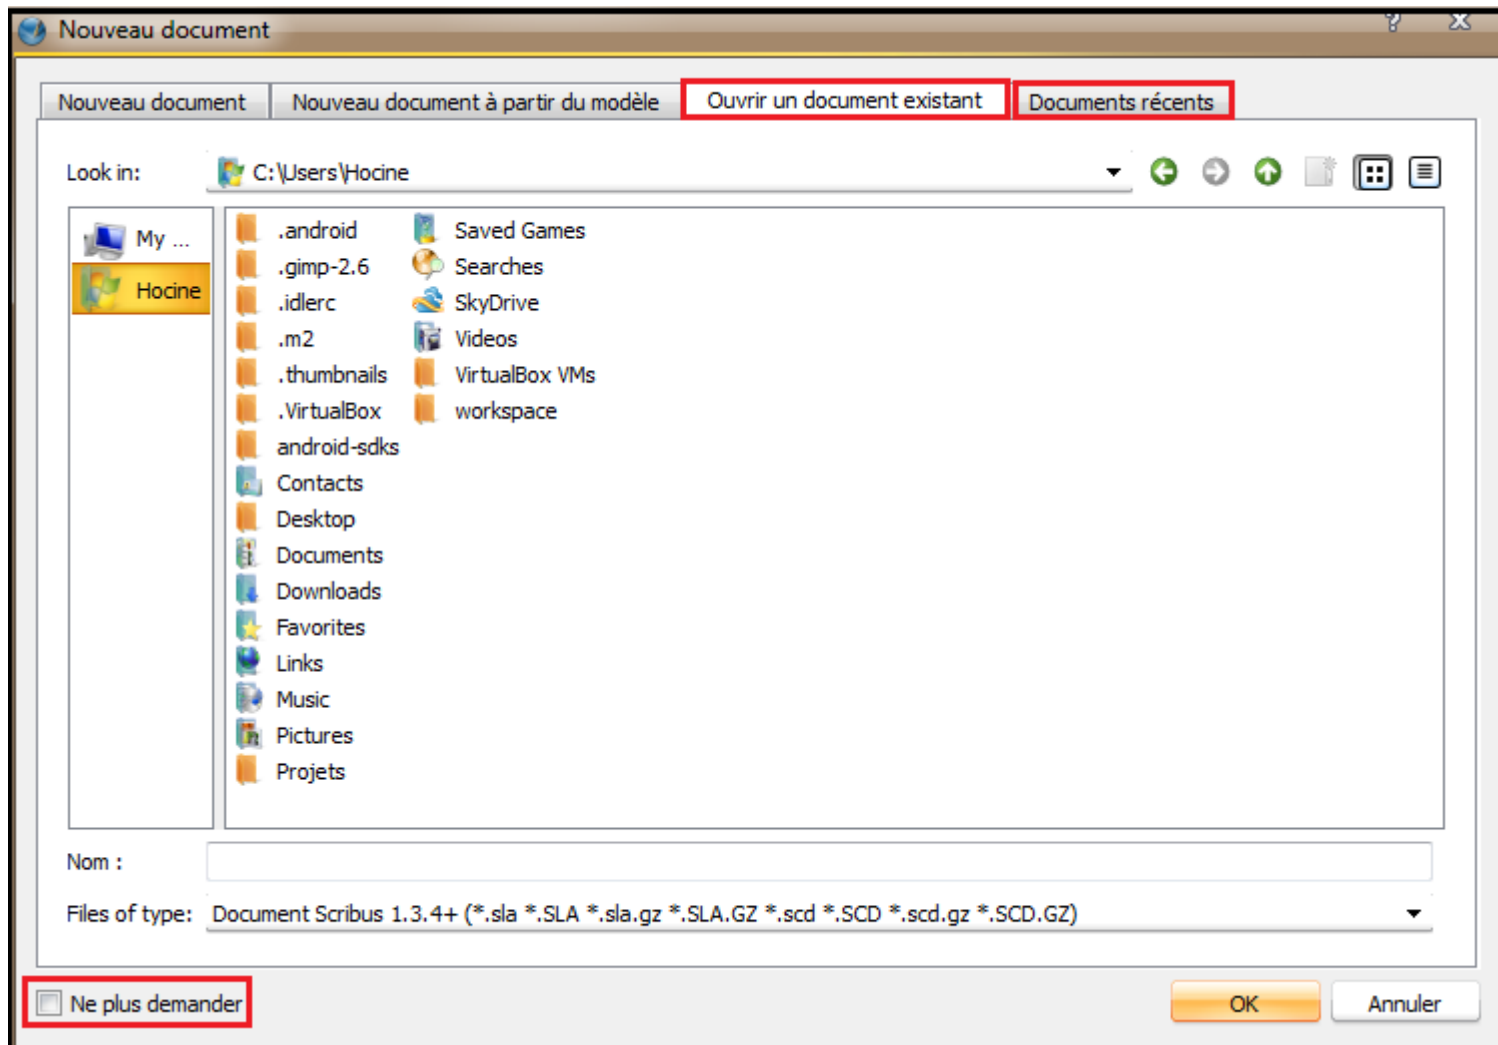 Nouveau document
? X
Nouveau document Nouveau document à partir du modèle Ouvrir un document existant Documents récents
Look in: C:\Users\Hocine
My ...
Hocine
.android
.gimp-2.6
.idlerc
.m2
.thumbnails
.VirtualBox
android-sdks
Contacts
Desktop
Documents
Downloads
Favorites
Links
Music
Pictures
Projets
Saved Games
Searches
SkyDrive
Videos
VirtualBox VMs
workspace
Nom :
Files of type: Document Scribus 1.3.4+ (*.sla *.SLA *.sla.gz *.SLA.GZ *.scd *.SCD *.scd.gz *.SCD.GZ)
Ne plus demander OK Annuler